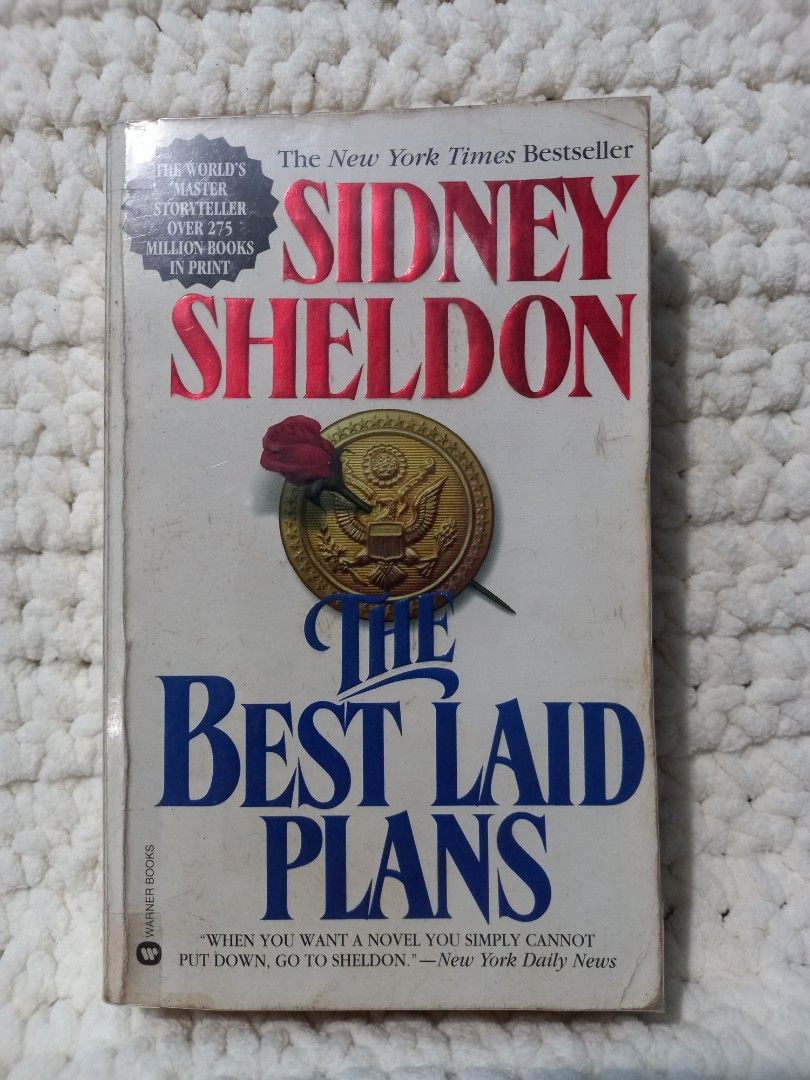 THE WORLD'S
MASTER
STORYTELLER
OVER 275
MILLION BOOKS
IN PRINT
The New York Times Bestseller
SIDNEY
SHELDON
THE
BEST LAID
PLANS
WARNER BOOKS
"WHEN YOU WANT A NOVEL YOU SIMPLY CANNOT
PUT DOWN, GO TO SHELDON."—New York Daily News